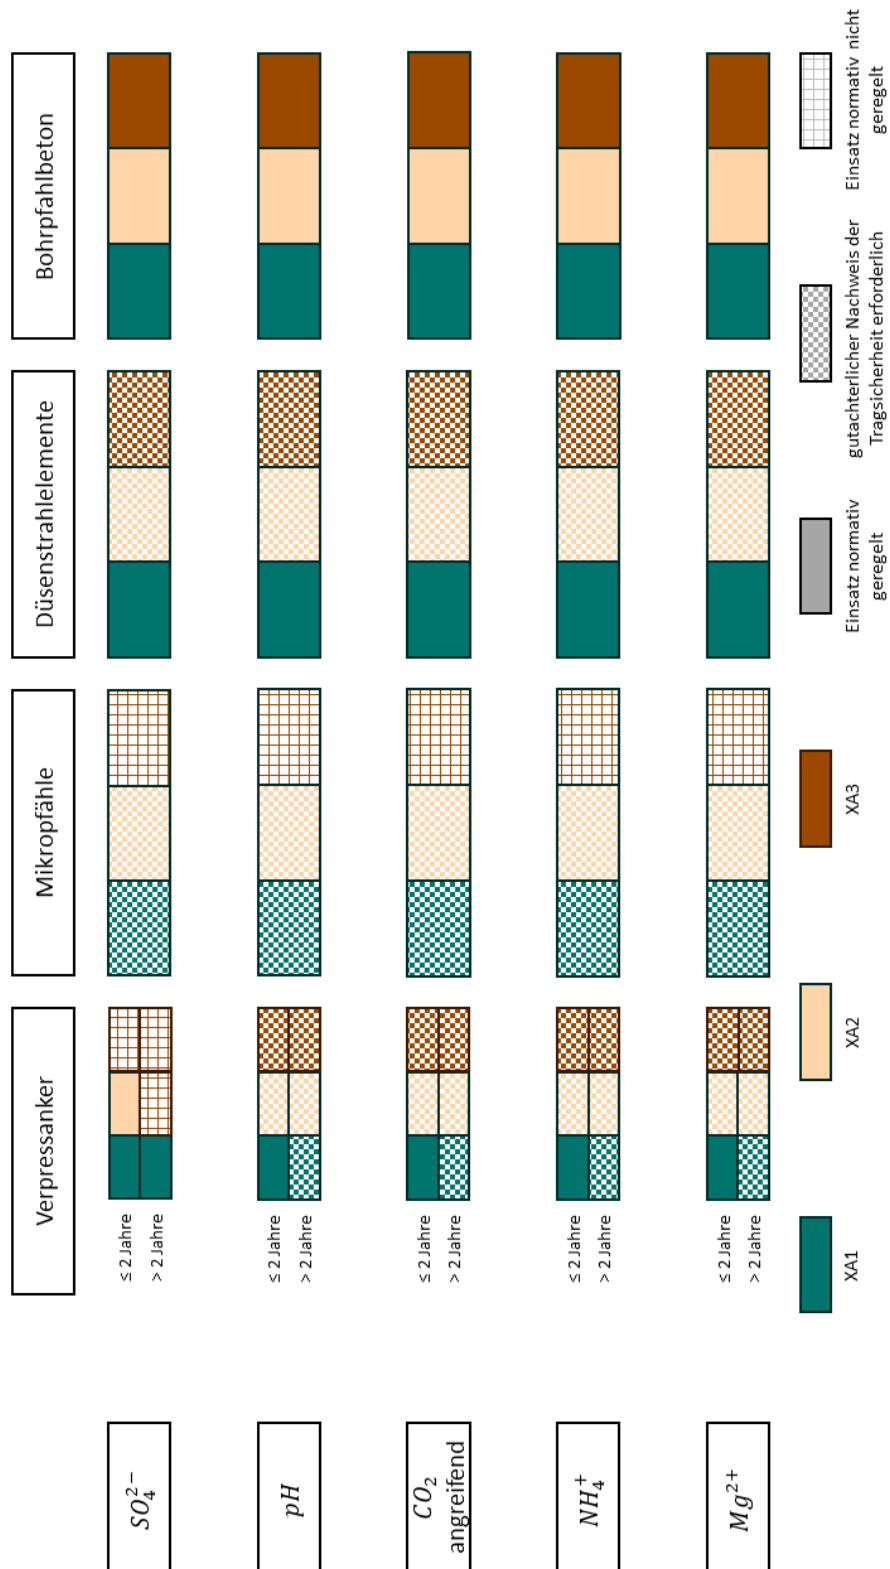 Verpressanker
Mikropfähle
Düsenstrahlelemente
Bohrpfahlbeton
SO₄²⁻
≤ 2 Jahre
> 2 Jahre
pH
≤ 2 Jahre
> 2 Jahre
CO₂
angreifend
≤ 2 Jahre
> 2 Jahre
NH₄⁺
≤ 2 Jahre
> 2 Jahre
Mg²⁺
≤ 2 Jahre
> 2 Jahre
XA1
XA2
XA3
Einsatz normativ
geregelt
gutachterlicher Nachweis der
Tragsicherheit erforderlich
Einsatz normativ nicht
geregelt